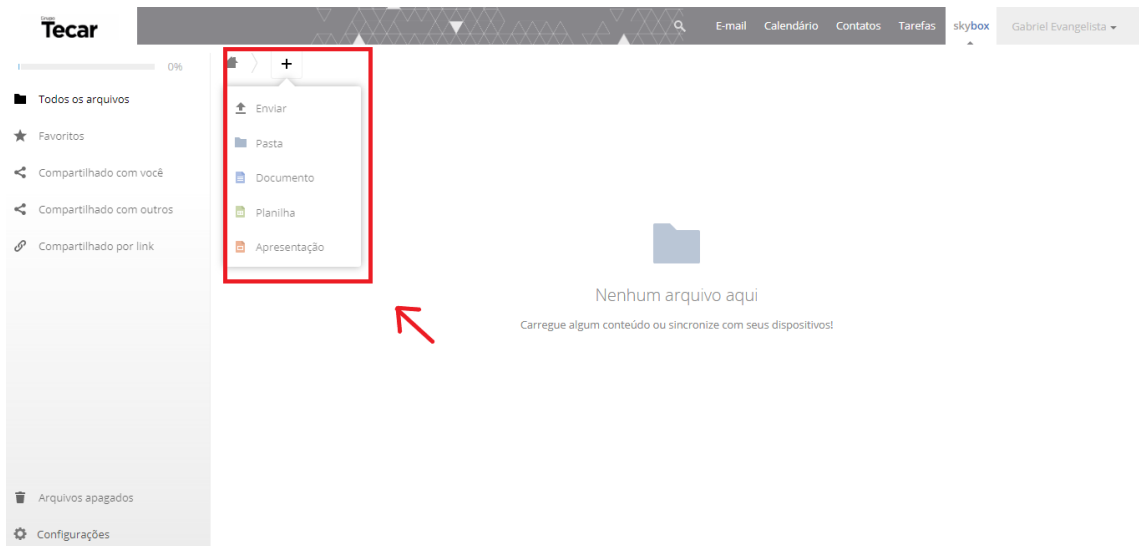 Grupo
Tecar
E-mail
Calendário
Contatos
Tarefas
skybox
Gabriel Evangelista
0%
+
Todos os arquivos
Favoritos
Compartilhado com você
Compartilhado com outros
Compartilhado por link
Enviar
Pasta
Documento
Planilha
Apresentação
Nenhum arquivo aqui
Carregue algum conteúdo ou sincronize com seus dispositivos!
Arquivos apagados
Configurações